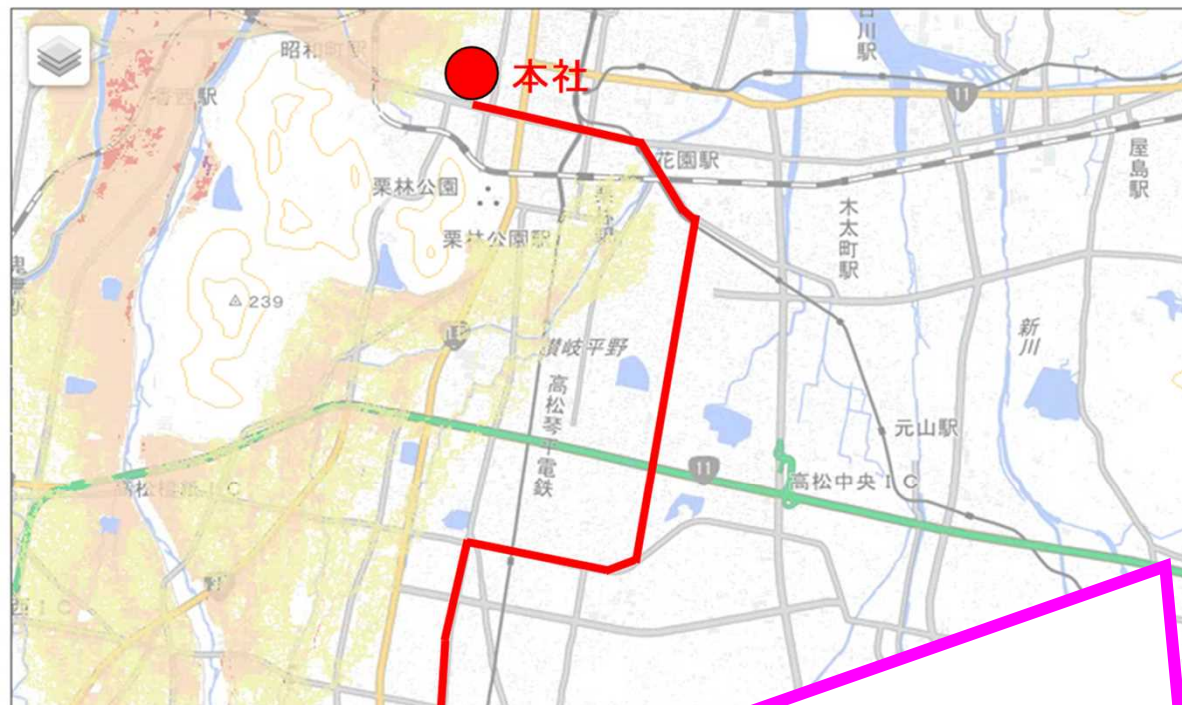 昭和町駅
本社
香西駅
11
花園駅
屋島駅
栗林公園
栗林公園駅
木太町駅
239
讃岐平野
新川
高松琴平電鉄
元山駅
11
高松中央IC